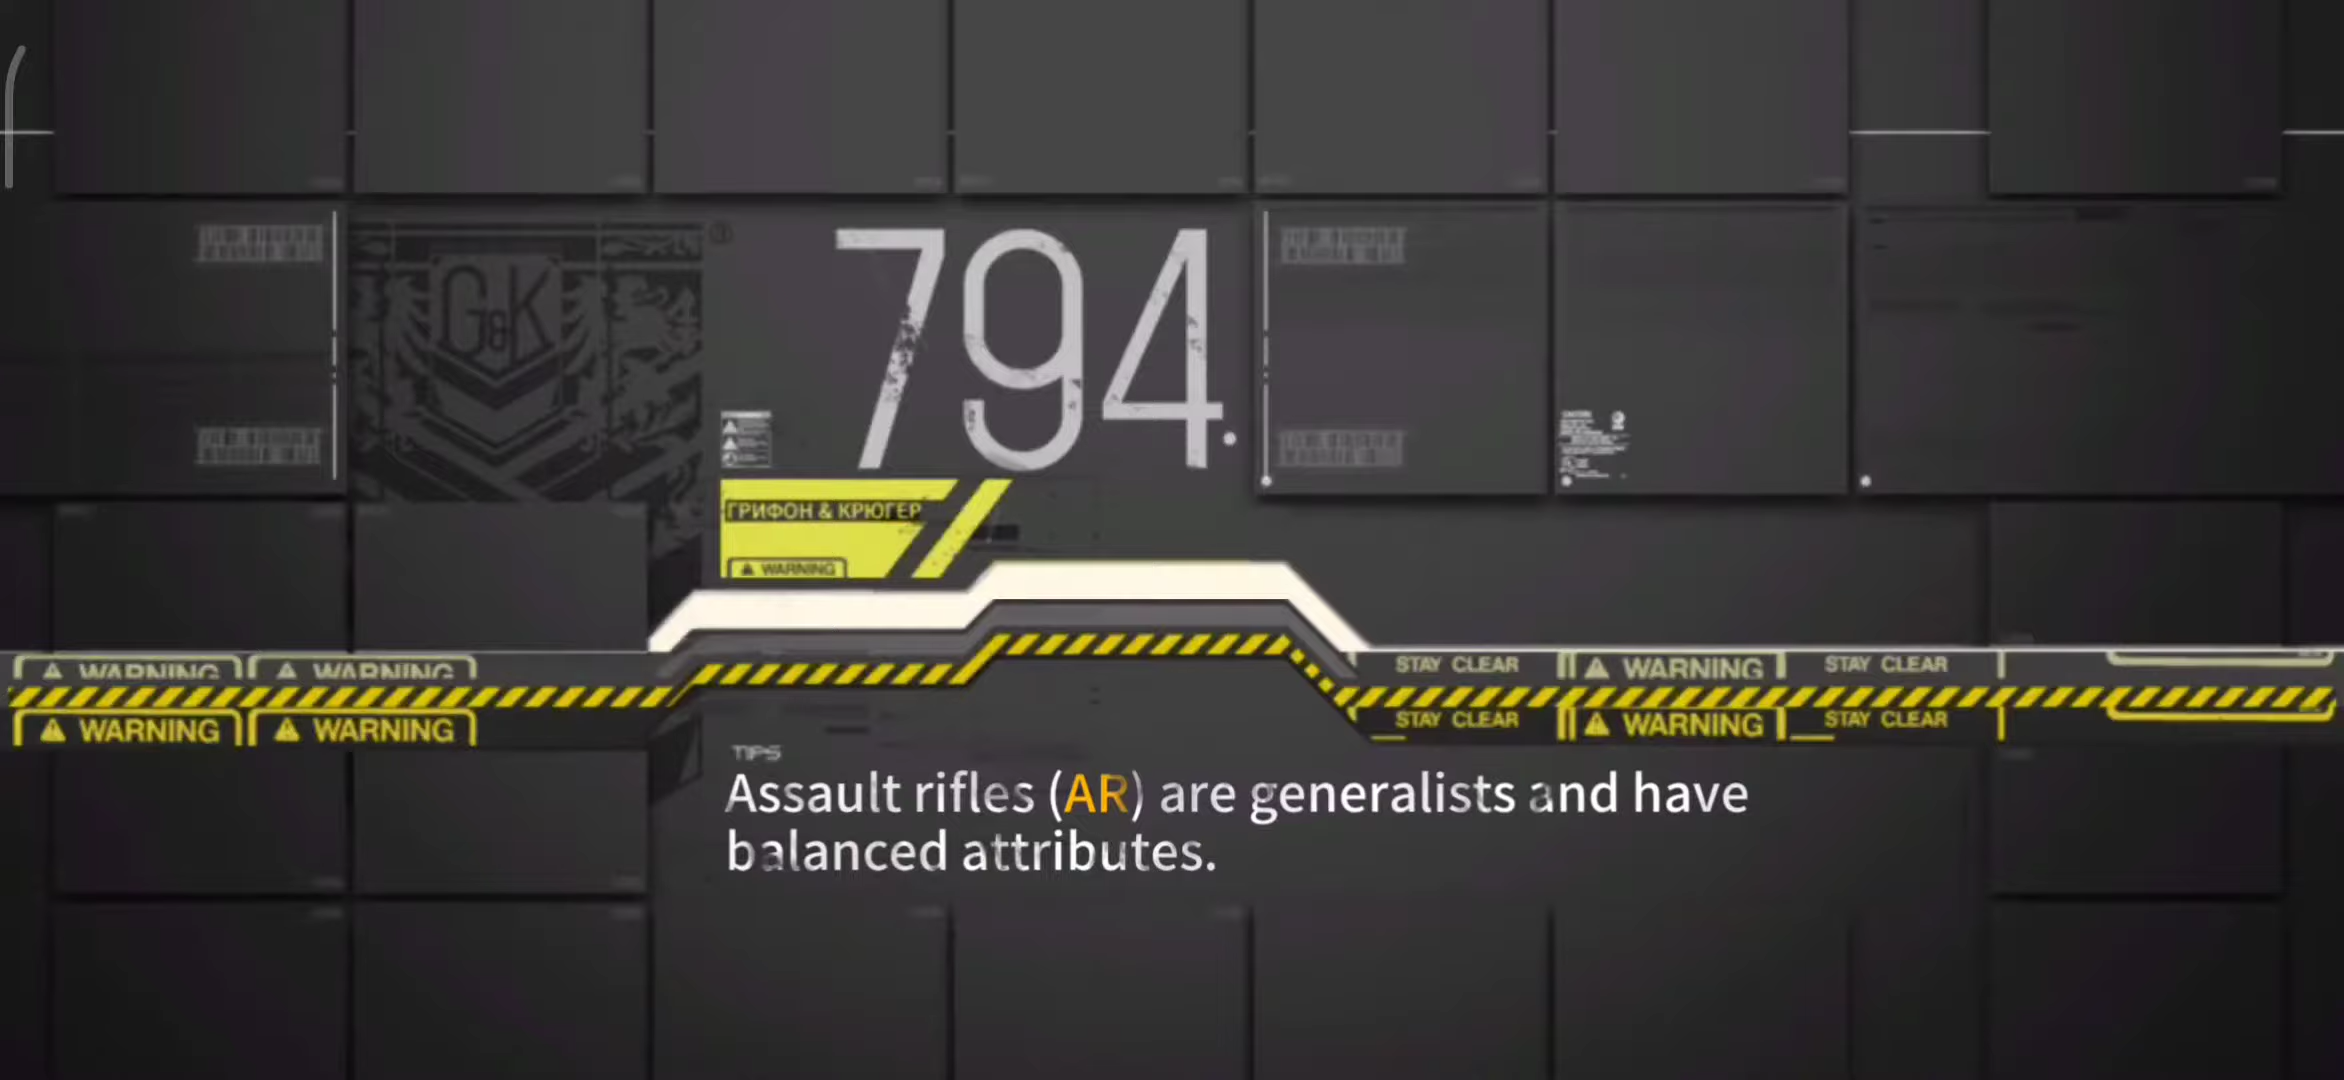 G&K
794.
ГРИФОН & КРЮГЕР
WARNING
WARNING WARNING STAY CLEAR WARNING STAY CLEAR
WARNING WARNING STAY CLEAR WARNING STAY CLEAR
TIPS
Assault rifles (AR) are generalists and have
balanced attributes.